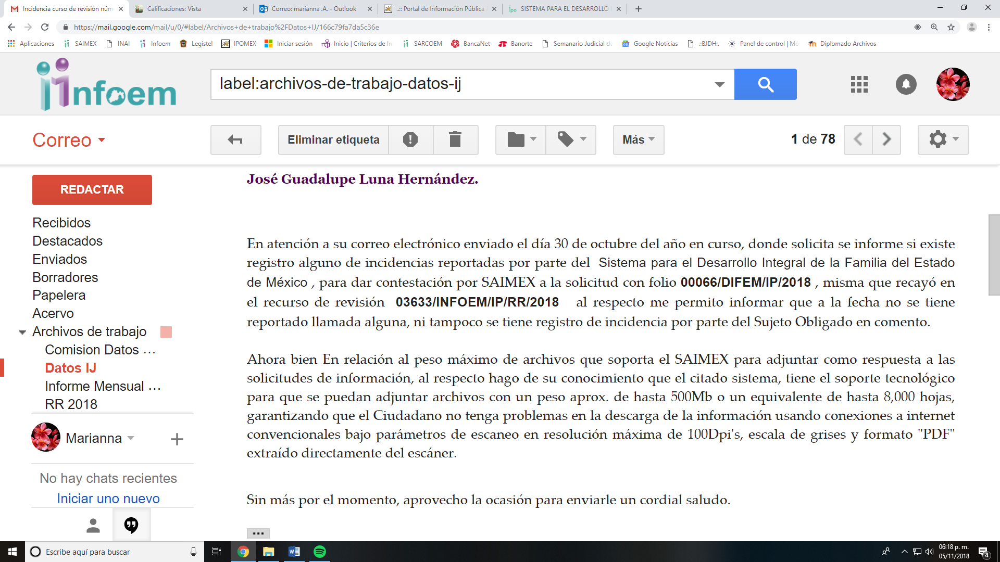 Incidencia curso de revisión núm
Calificaciones: Vista
Correo: marianna .A. - Outlook
..:: Portal de Información Pública
SISTEMA PARA EL DESARROLLO
https://mail.google.com/mail/u/0/#label/Archivos+de+trabajo%2FDatos+IJ/166c79fa7da5c36e
Aplicaciones SAIMEX INAI Infoem Legistel IPOMEX Iniciar sesión Inicio | Criterios de In SARCOEM BancaNet Banorte Semanario Judicial de Google Noticias .:BJDH:. Panel de control | Mé Diplomado Archivos
infoem
label:archivos-de-trabajo-datos-ij
Correo
Eliminar etiqueta
Más
1 de 78
REDACTAR
Recibidos
Destacados
Enviados
Borradores
Papelera
Acervo
Archivos de trabajo
Comision Datos ...
Datos IJ
Informe Mensual ...
RR 2018
Marianna
No hay chats recientes
Iniciar uno nuevo
José Guadalupe Luna Hernández.
En atención a su correo electrónico enviado el día 30 de octubre del año en curso, donde solicita se informe si existe
registro alguno de incidencias reportadas por parte del Sistema para el Desarrollo Integral de la Familia del Estado
de México , para dar contestación por SAIMEX a la solicitud con folio 00066/DIFEM/IP/2018 , misma que recayó en
el recurso de revisión 03633/INFOEM/IP/RR/2018 al respecto me permito informar que a la fecha no se tiene
reportado llamada alguna, ni tampoco se tiene registro de incidencia por parte del Sujeto Obligado en comento.
Ahora bien En relación al peso máximo de archivos que soporta el SAIMEX para adjuntar como respuesta a las
solicitudes de información, al respecto hago de su conocimiento que el citado sistema, tiene el soporte tecnológico
para que se puedan adjuntar archivos con un peso aprox. de hasta 500Mb o un equivalente de hasta 8,000 hojas,
garantizando que el Ciudadano no tenga problemas en la descarga de la información usando conexiones a internet
convencionales bajo parámetros de escaneo en resolución máxima de 100Dpi's, escala de grises y formato "PDF"
extraído directamente del escáner.
Sin más por el momento, aprovecho la ocasión para enviarle un cordial saludo.
Escribe aquí para buscar
06:18 p. m.
05/11/2018
4